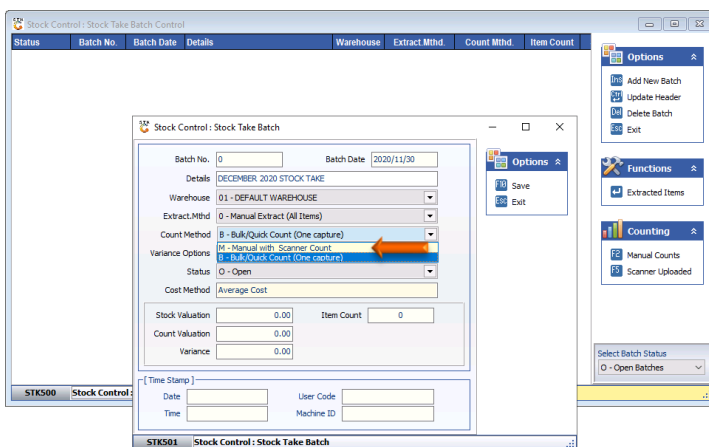 Stock Control : Stock Take Batch Control
Status Batch No. Batch Date Details Warehouse Extract.Mthd. Count Mthd. Item Count
Options
Ins Add New Batch
Ctrl Update Header
Del Delete Batch
Esc Exit
Functions
Extracted Items
Counting
F2 Manual Counts
F5 Scanner Uploaded
Select Batch Status
O - Open Batches
STK500 Stock Control :
Stock Control : Stock Take Batch
Batch No. 0 Batch Date 2020/11/30
Details DECEMBER 2020 STOCK TAKE
Warehouse 01 - DEFAULT WAREHOUSE
Extract.Mthd 0 - Manual Extract (All Items)
Count Method B - Bulk/Quick Count (One capture)
M - Manual with Scanner Count
Variance Options B - Bulk/Quick Count (One capture)
Status O - Open
Cost Method Average Cost
Stock Valuation 0.00 Item Count 0
Count Valuation 0.00
Variance 0.00
[ Time Stamp ]
Date User Code
Time Machine ID
Options
F10 Save
Esc Exit
STK501 Stock Control : Stock Take Batch